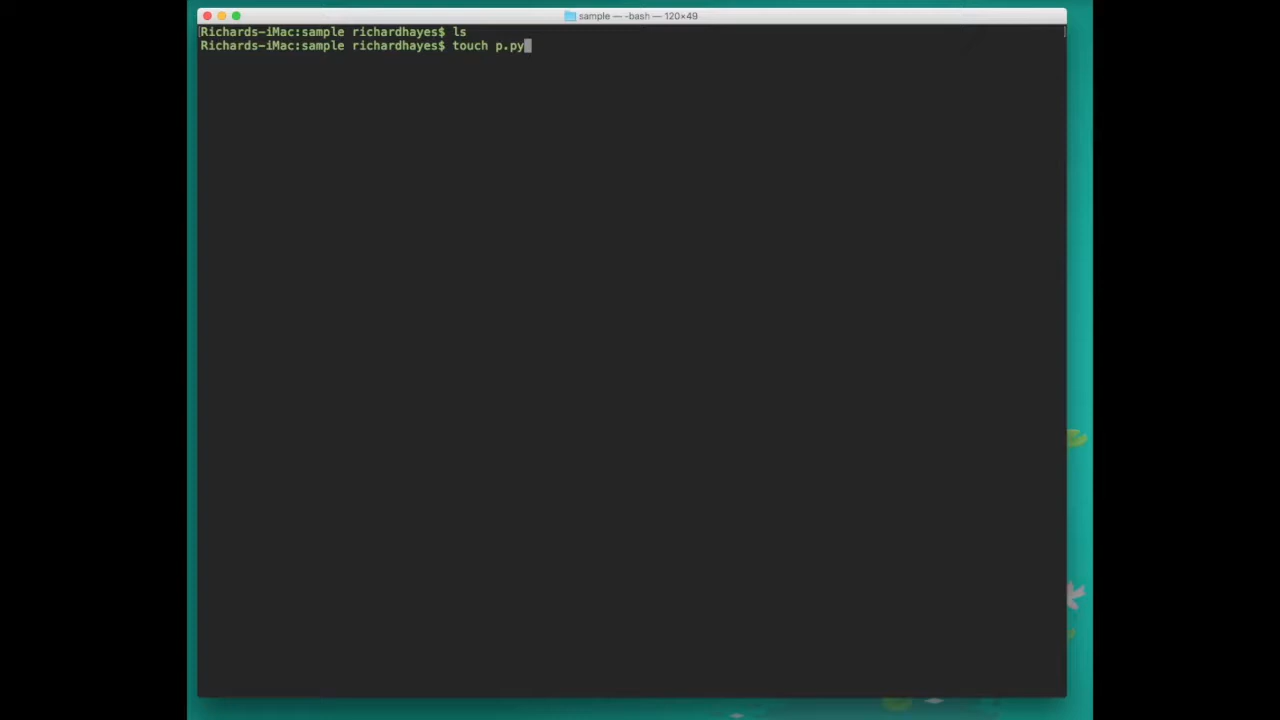 sample — -bash — 120×49
Richards-iMac:sample richardhayes$ ls
Richards-iMac:sample richardhayes$ touch p.py